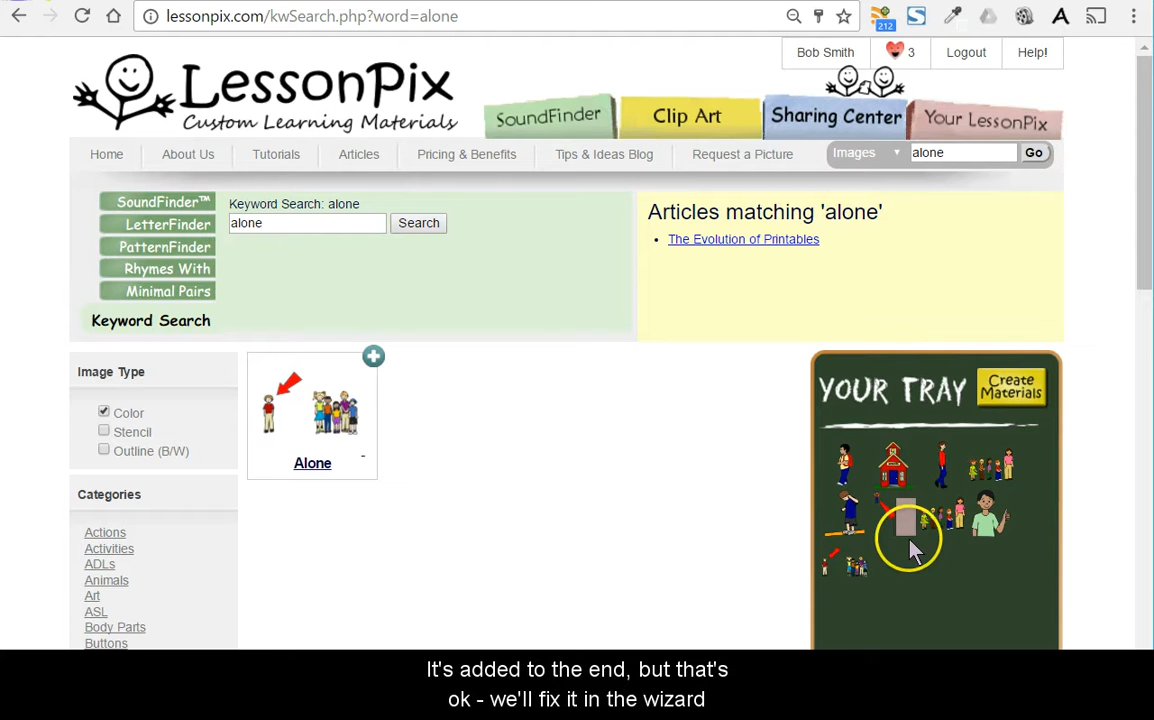 lessonpix.com/kwSearch.php?word=alone
212
Bob Smith
3
Logout
Help!
LessonPix
Custom Learning Materials
SoundFinder
Clip Art
Sharing Center
Your LessonPix
Home
About Us
Tutorials
Articles
Pricing & Benefits
Tips & Ideas Blog
Request a Picture
Images
alone
Go
SoundFinder™
LetterFinder
PatternFinder
Rhymes With
Minimal Pairs
Keyword Search
Keyword Search: alone
alone
Search
Articles matching 'alone'
The Evolution of Printables
Image Type
Color
Stencil
Outline (B/W)
Categories
Actions
Activities
ADLs
Animals
Art
ASL
Body Parts
Buttons
Alone
-
YOUR TRAY
Create
Materials
It's added to the end, but that's
ok - we'll fix it in the wizard